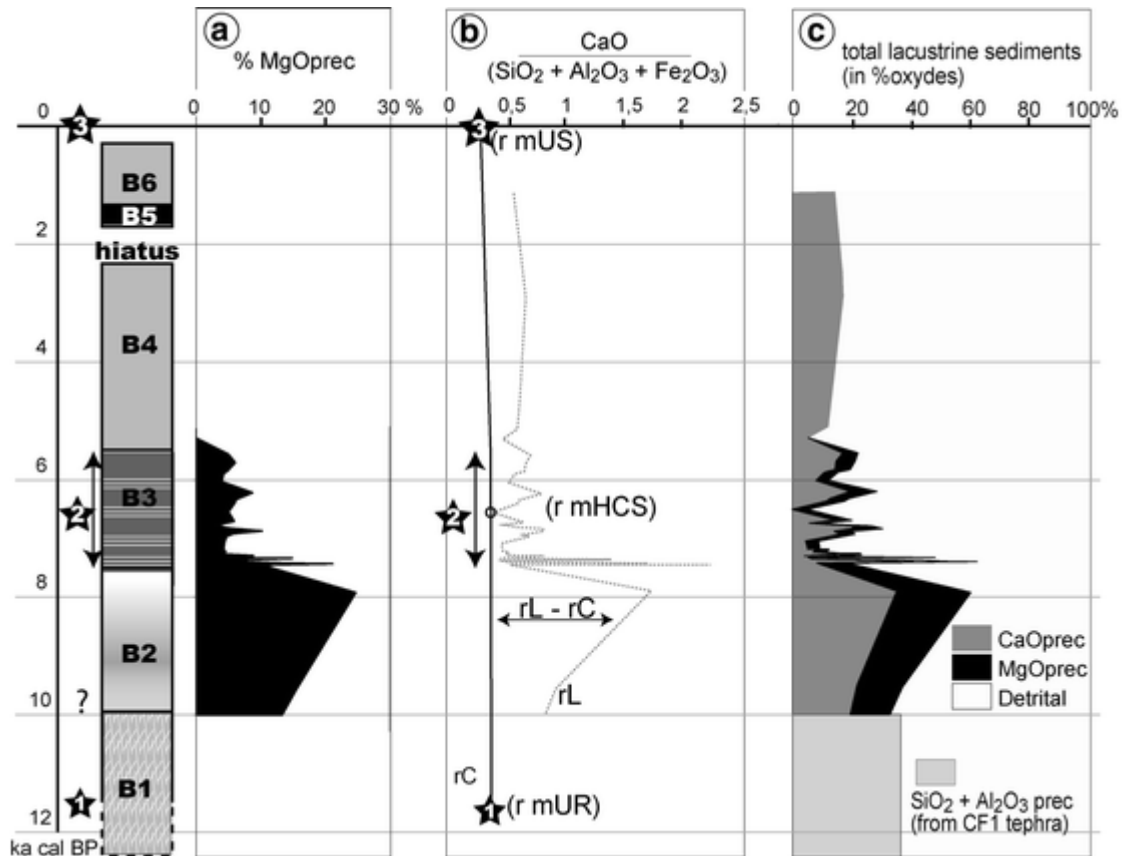 a
% MgOprec
0 10 20 30 %
b
CaO
(SiO2 + Al2O3 + Fe2O3)
0 0,5 1 1,5 2 2,5
c
total lacustrine sediments
(in %oxydes)
0 20 40 60 80 100%
0
2
4
6
8
10
12
ka cal BP
3
2
?
1
B6
B5
hiatus
B4
B3
B2
B1
3
(r mUS)
2
(r mHCS)
rL - rC
rL
rC
1
(r mUR)
CaOprec
MgOprec
Detrital
SiO2 + Al2O3 prec
(from CF1 tephra)